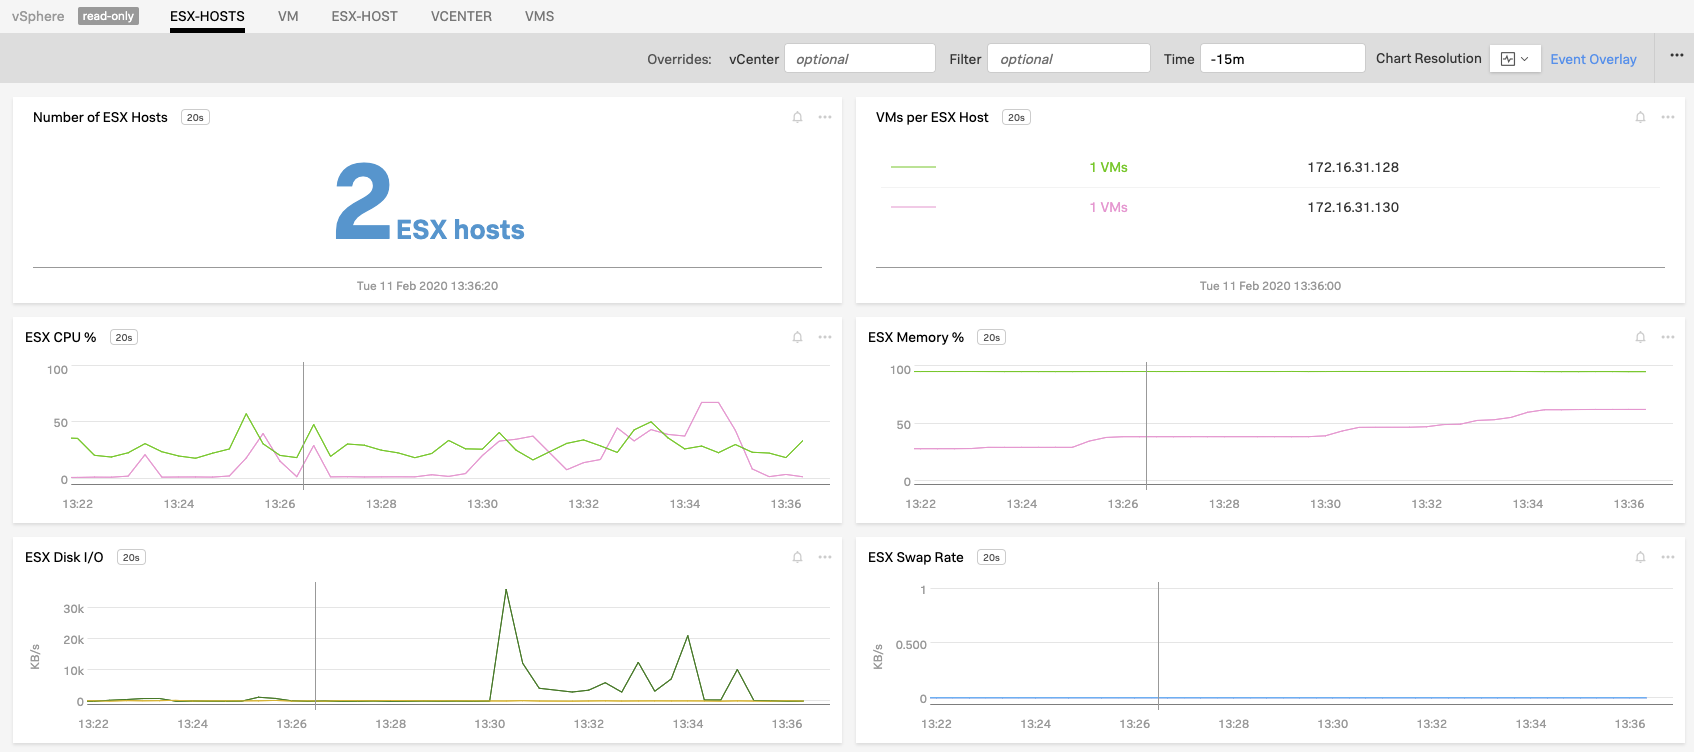 vSphere read-only ESX-HOSTS VM ESX-HOST VCENTER VMS
Overrides: vCenter optional Filter optional Time -15m Chart Resolution Event Overlay
Number of ESX Hosts 20s
2 ESX hosts
Tue 11 Feb 2020 13:36:20
VMs per ESX Host 20s
1 VMs 172.16.31.128
1 VMs 172.16.31.130
Tue 11 Feb 2020 13:36:00
ESX CPU % 20s
100
50
0
13:22 13:24 13:26 13:28 13:30 13:32 13:34 13:36
ESX Memory % 20s
100
50
0
13:22 13:24 13:26 13:28 13:30 13:32 13:34 13:36
ESX Disk I/O 20s
KB/s
30k
20k
10k
0
13:22 13:24 13:26 13:28 13:30 13:32 13:34 13:36
ESX Swap Rate 20s
KB/s
1
0.500
0
13:22 13:24 13:26 13:28 13:30 13:32 13:34 13:36